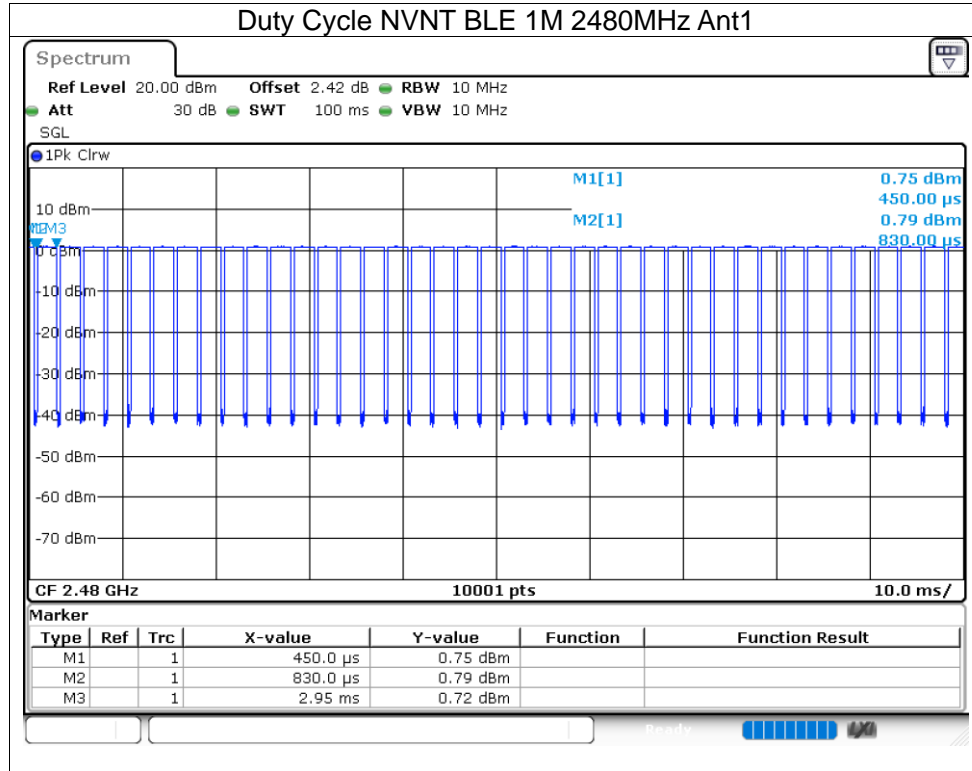 Duty Cycle NVNT BLE 1M 2480MHz Ant1
Spectrum
Ref Level 20.00 dBm Offset 2.42 dB RBW 10 MHz
Att 30 dB SWT 100 ms VBW 10 MHz
SGL
1Pk Clrw
M1[1] 0.75 dBm
450.00 µs
10 dBm
M2[1] 0.79 dBm
M3
830.00 µs
0 dBm
-10 dBm
-20 dBm
-30 dBm
-40 dBm
-50 dBm
-60 dBm
-70 dBm
CF 2.48 GHz 10001 pts 10.0 ms/
Marker
Type Ref Trc X-value Y-value Function Function Result
M1 1 450.0 µs 0.75 dBm
M2 1 830.0 µs 0.79 dBm
M3 1 2.95 ms 0.72 dBm
Ready LXI